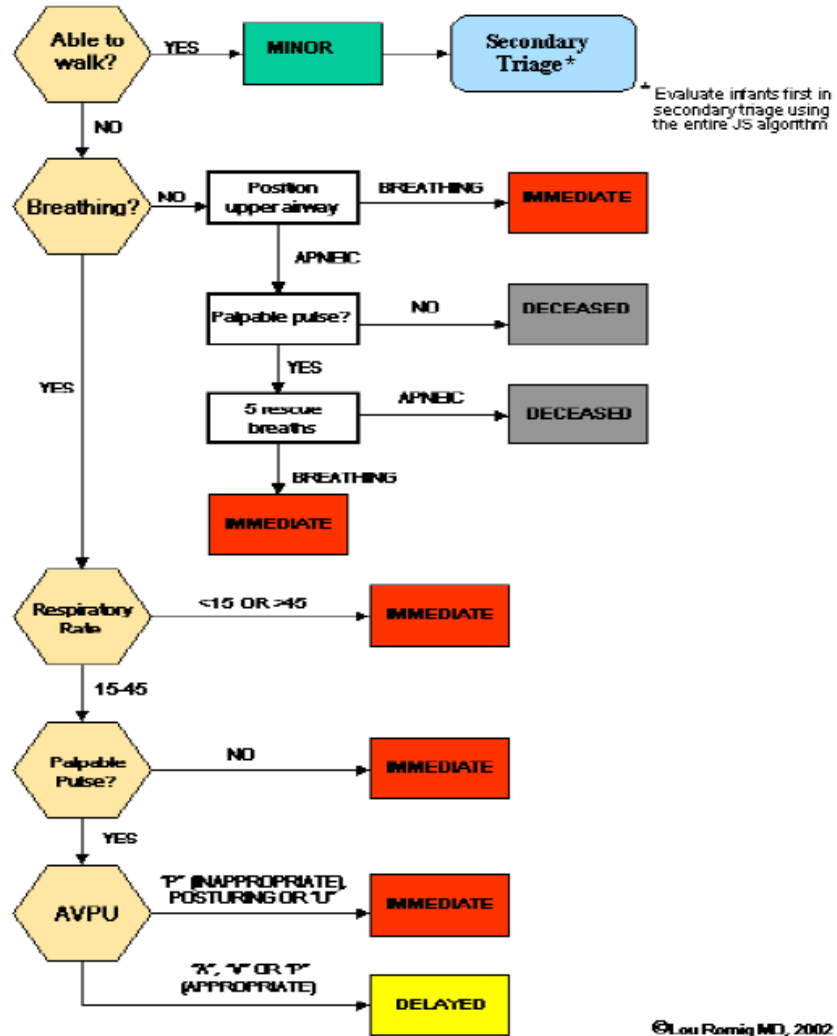 Able to
walk?
YES
MINOR
Secondary
Triage*
* Evaluate infants first in
secondary triage using
the entire JS algorithm
NO
Breathing?
NO
Position
upper airway
BREATHING
IMMEDIATE
APNEIC
Palpable pulse?
NO
DECEASED
YES
5 rescue
breaths
APNEIC
DECEASED
BREATHING
IMMEDIATE
YES
Respiratory
Rate
<15 OR >45
IMMEDIATE
15-45
Palpable
Pulse?
NO
IMMEDIATE
YES
AVPU
"P" (INAPPROPRIATE),
POSTURING OR "U"
IMMEDIATE
"A", "V" OR "P"
(APPROPRIATE)
DELAYED
©Lou Romig MD, 2002